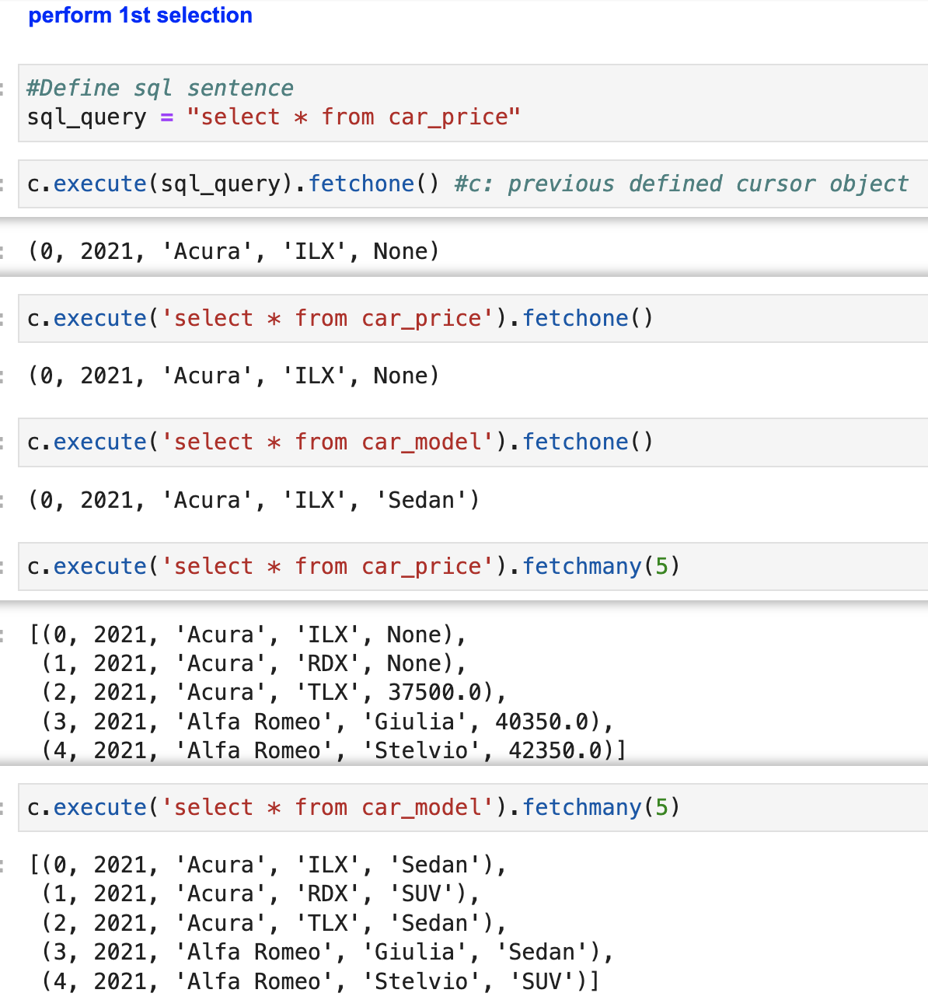 perform 1st selection
#Define sql sentence
sql_query = "select * from car_price"
c.execute(sql_query).fetchone() #c: previous defined cursor object
(0, 2021, 'Acura', 'ILX', None)
c.execute('select * from car_price').fetchone()
(0, 2021, 'Acura', 'ILX', None)
c.execute('select * from car_model').fetchone()
(0, 2021, 'Acura', 'ILX', 'Sedan')
c.execute('select * from car_price').fetchmany(5)
[(0, 2021, 'Acura', 'ILX', None),
(1, 2021, 'Acura', 'RDX', None),
(2, 2021, 'Acura', 'TLX', 37500.0),
(3, 2021, 'Alfa Romeo', 'Giulia', 40350.0),
(4, 2021, 'Alfa Romeo', 'Stelvio', 42350.0)]
c.execute('select * from car_model').fetchmany(5)
[(0, 2021, 'Acura', 'ILX', 'Sedan'),
(1, 2021, 'Acura', 'RDX', 'SUV'),
(2, 2021, 'Acura', 'TLX', 'Sedan'),
(3, 2021, 'Alfa Romeo', 'Giulia', 'Sedan'),
(4, 2021, 'Alfa Romeo', 'Stelvio', 'SUV')]